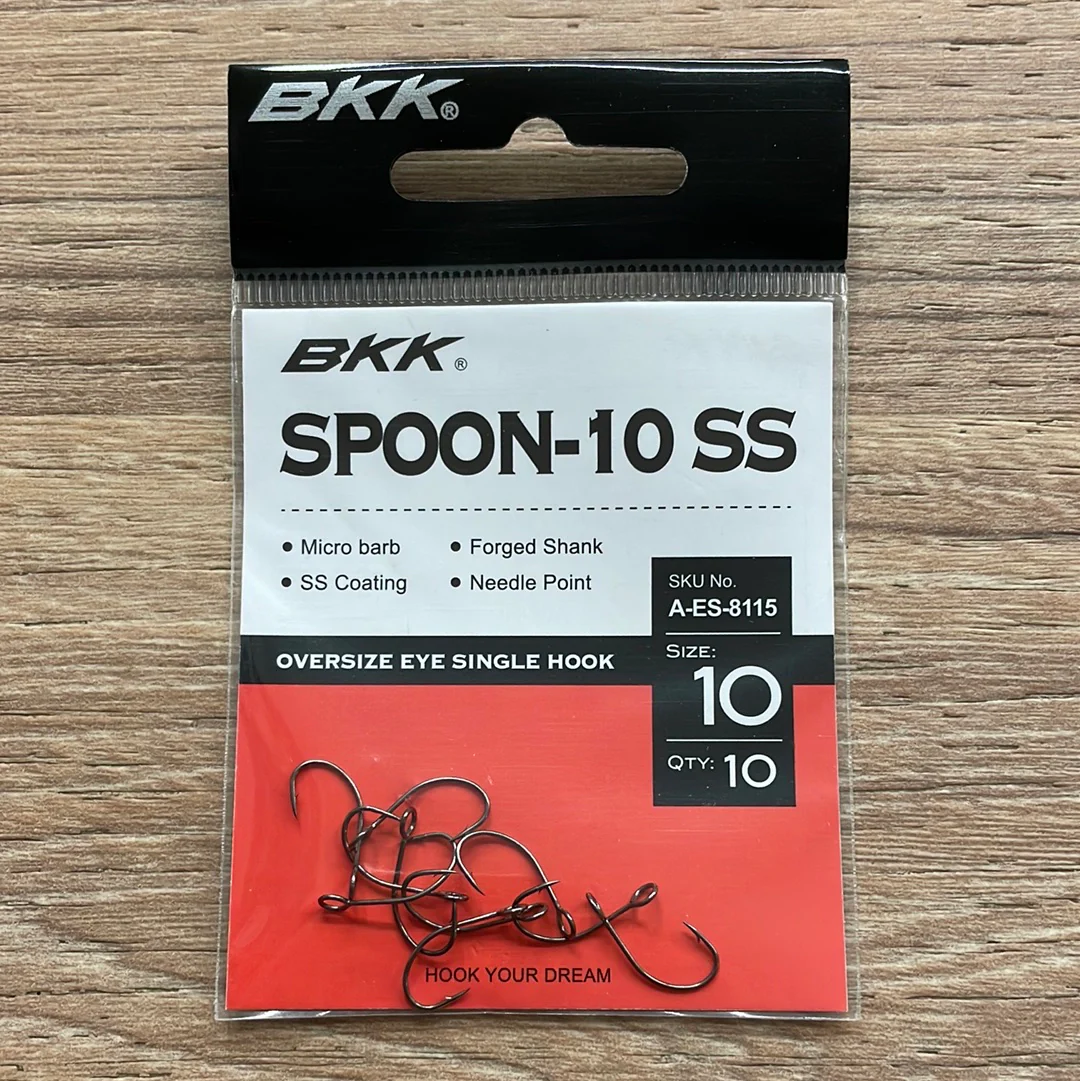 BKK®
BKK®
SPOON-10 SS
• Micro barb • Forged Shank
• SS Coating • Needle Point
SKU No.
A-ES-8115
OVERSIZE EYE SINGLE HOOK
SIZE:
10
QTY: 10
HOOK YOUR DREAM